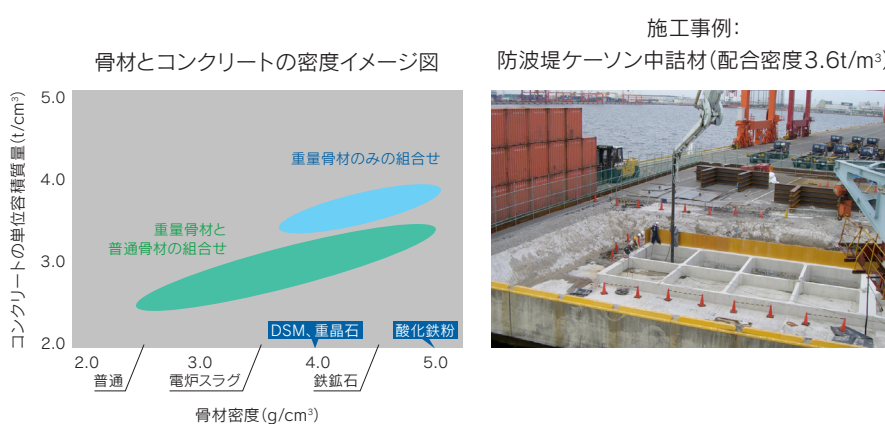 施工事例：
骨材とコンクリートの密度イメージ図
防波堤ケーソン中詰材（配合密度3.6t/m³）
コンクリートの単位容積質量（t/cm³）
5.0
4.0
3.0
2.0
重量骨材のみの組合せ
重量骨材と
普通骨材の組合せ
DSM、重晶石
酸化鉄粉
2.0
3.0
4.0
5.0
普通
電炉スラグ
鉄鉱石
骨材密度（g/cm³）